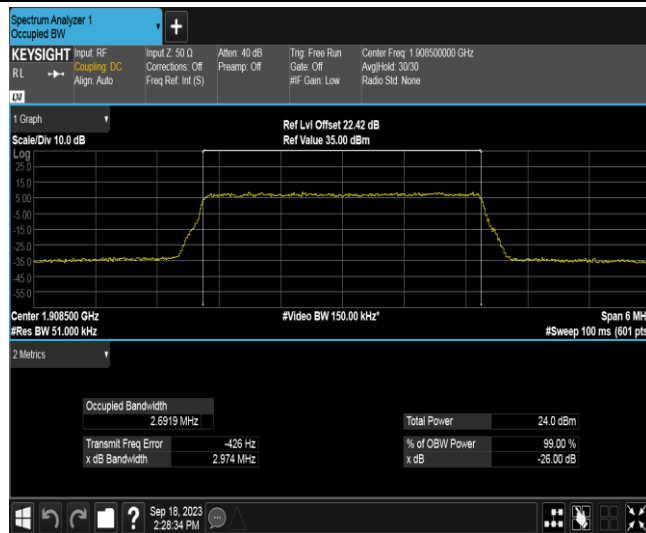 Spectrum Analyzer 1
Occupied BW
+
KEYSIGHT Input: RF Input Z: 50 Ω Atten: 40 dB Trig: Free Run Center Freq: 1.908500000 GHz
RL Coupling: DC Corrections: Off Preamp: Off Gate: Off Avg|Hold: 30/30
Align: Auto Freq Ref: Int (S) #IF Gain: Low Radio Std: None
1 Graph
Ref Lvl Offset 22.42 dB
Scale/Div 10.0 dB Ref Value 35.00 dBm
Log
25.0
15.0
5.00
-5.00
-15.0
-25.0
-35.0
-45.0
-55.0
Center 1.908500 GHz #Video BW 150.00 kHz* Span 6 MH
#Res BW 51.000 kHz #Sweep 100 ms (601 pts
2 Metrics
Occupied Bandwidth
2.6919 MHz Total Power 24.0 dBm
Transmit Freq Error -426 Hz % of OBW Power 99.00 %
x dB Bandwidth 2.974 MHz x dB -26.00 dB
? Sep 18, 2023
2:28:34 PM